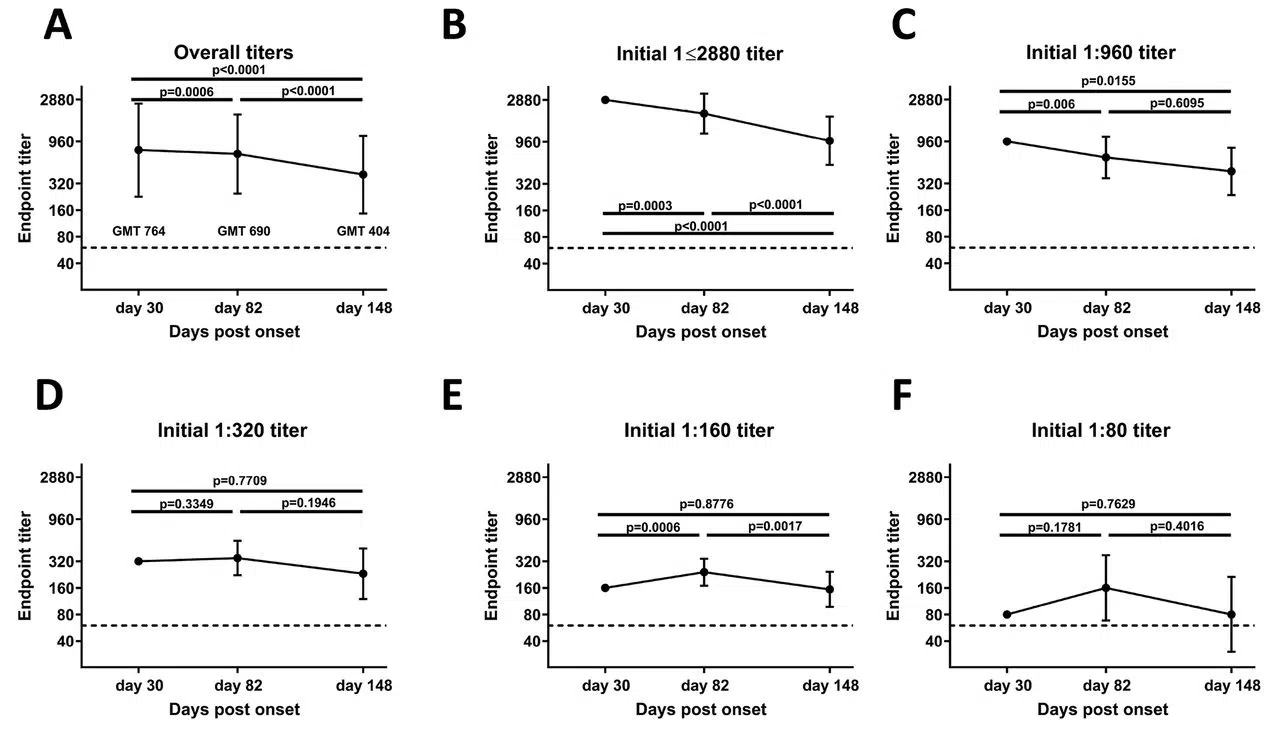 A
Overall titers
p<0.0001
p=0.0006
p<0.0001
2880
960
320
160
80
40
Endpoint titer
GMT 764
GMT 690
GMT 404
day 30
day 82
day 148
Days post onset
B
Initial 1≤2880 titer
2880
960
320
160
80
40
Endpoint titer
p=0.0003
p<0.0001
p<0.0001
day 30
day 82
day 148
Days post onset
C
Initial 1:960 titer
p=0.0155
p=0.006
p=0.6095
2880
960
320
160
80
40
Endpoint titer
day 30
day 82
day 148
Days post onset
D
Initial 1:320 titer
p=0.7709
p=0.3349
p=0.1946
2880
960
320
160
80
40
Endpoint titer
day 30
day 82
day 148
Days post onset
E
Initial 1:160 titer
p=0.8776
p=0.0006
p=0.0017
2880
960
320
160
80
40
Endpoint titer
day 30
day 82
day 148
Days post onset
F
Initial 1:80 titer
p=0.7629
p=0.1781
p=0.4016
2880
960
320
160
80
40
Endpoint titer
day 30
day 82
day 148
Days post onset